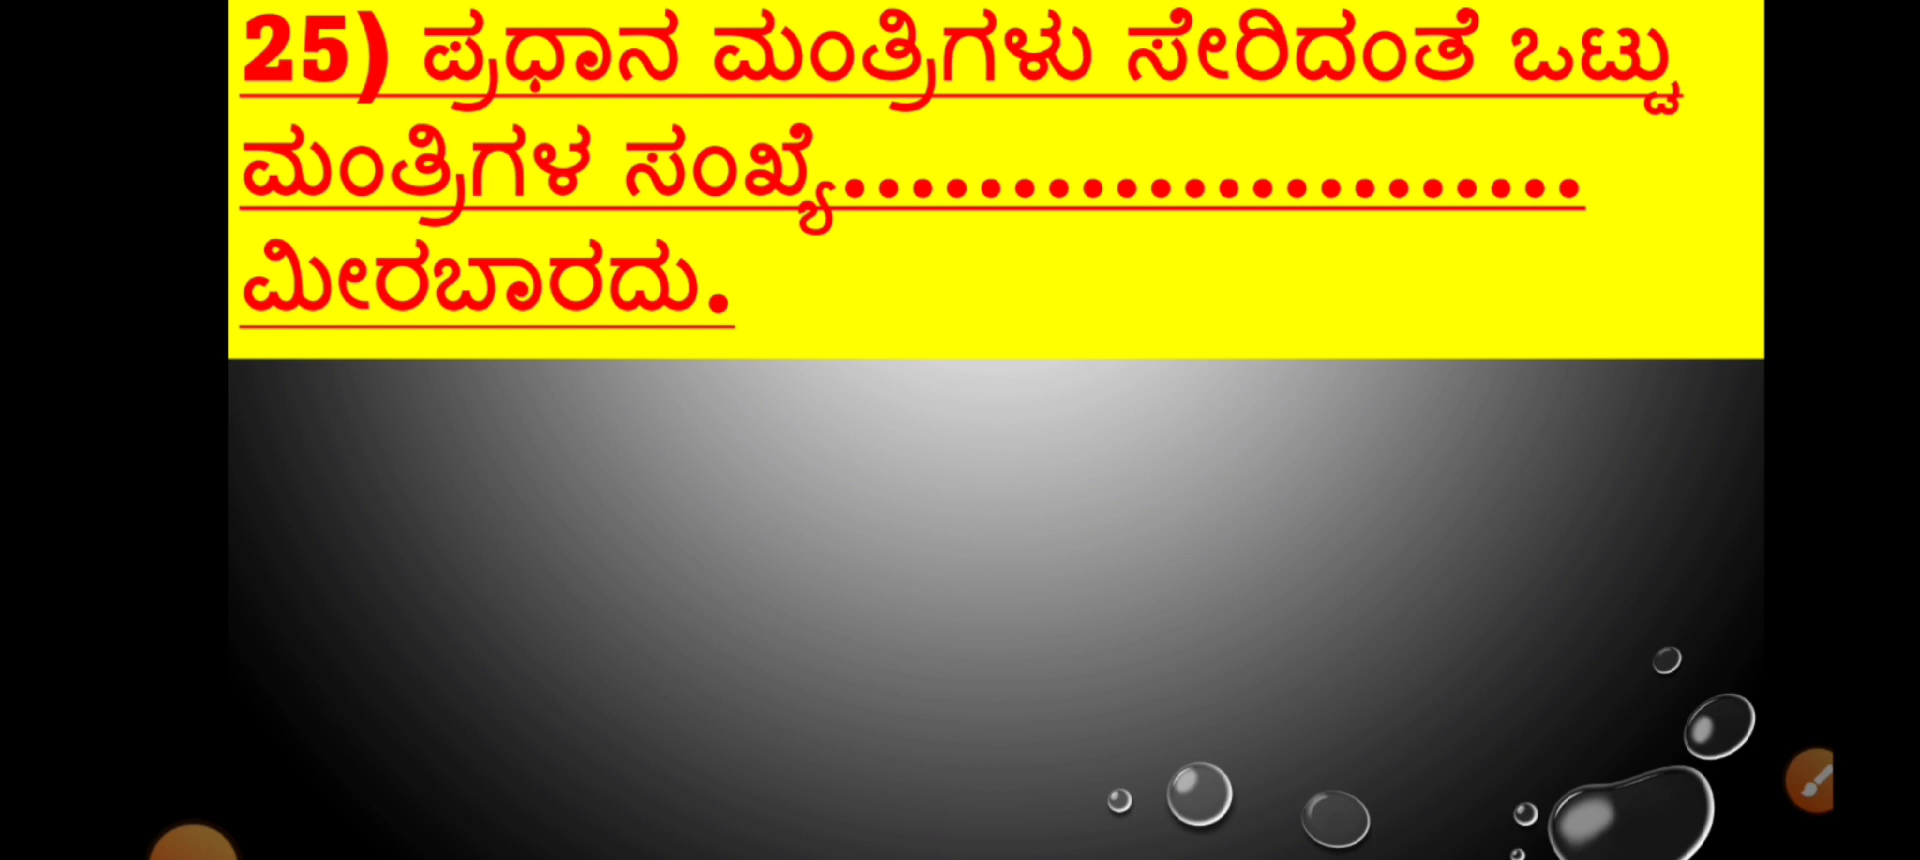 25) ಪ್ರಧಾನ ಮಂತ್ರಿಗಳು ಸೇರಿದಂತೆ ಒಟ್ಟು
ಮಂತ್ರಿಗಳ ಸಂಖ್ಯೆ......................
ಮೀರಬಾರದು.